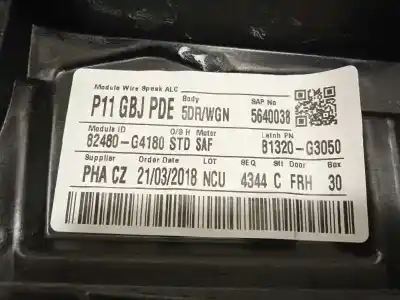 Module Wire Speak ALC Body SAP No
P11 GBJ PDE 5DR/WGN 5640038
Module ID O/S H Motor Latch PN
82480-G4180 STD SAF 81320-G3050
Supplier Order Date LOT SEQ Sft Door Box
PHA CZ 21/03/2018 NCU 4344 C FRH 30